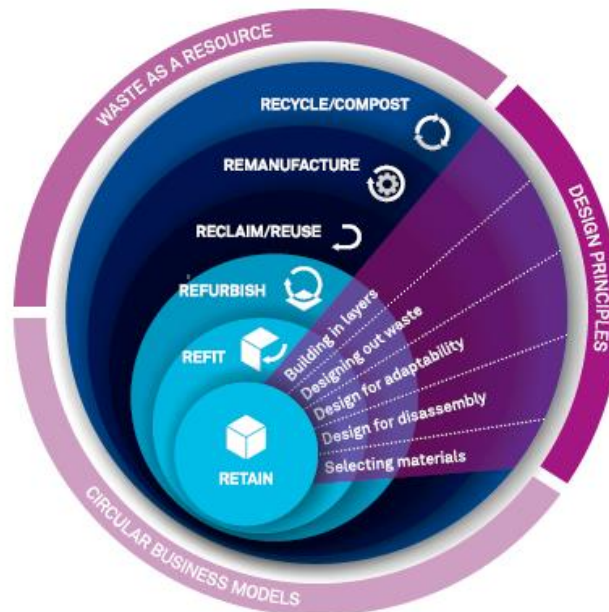 WASTE AS A RESOURCE
RECYCLE/COMPOST
REMANUFACTURE
RECLAIM/REUSE
REFURBISH
REFIT
RETAIN
Building in layers
Designing out waste
Design for adaptability
Design for disassembly
Selecting materials
DESIGN PRINCIPLES
CIRCULAR BUSINESS MODELS